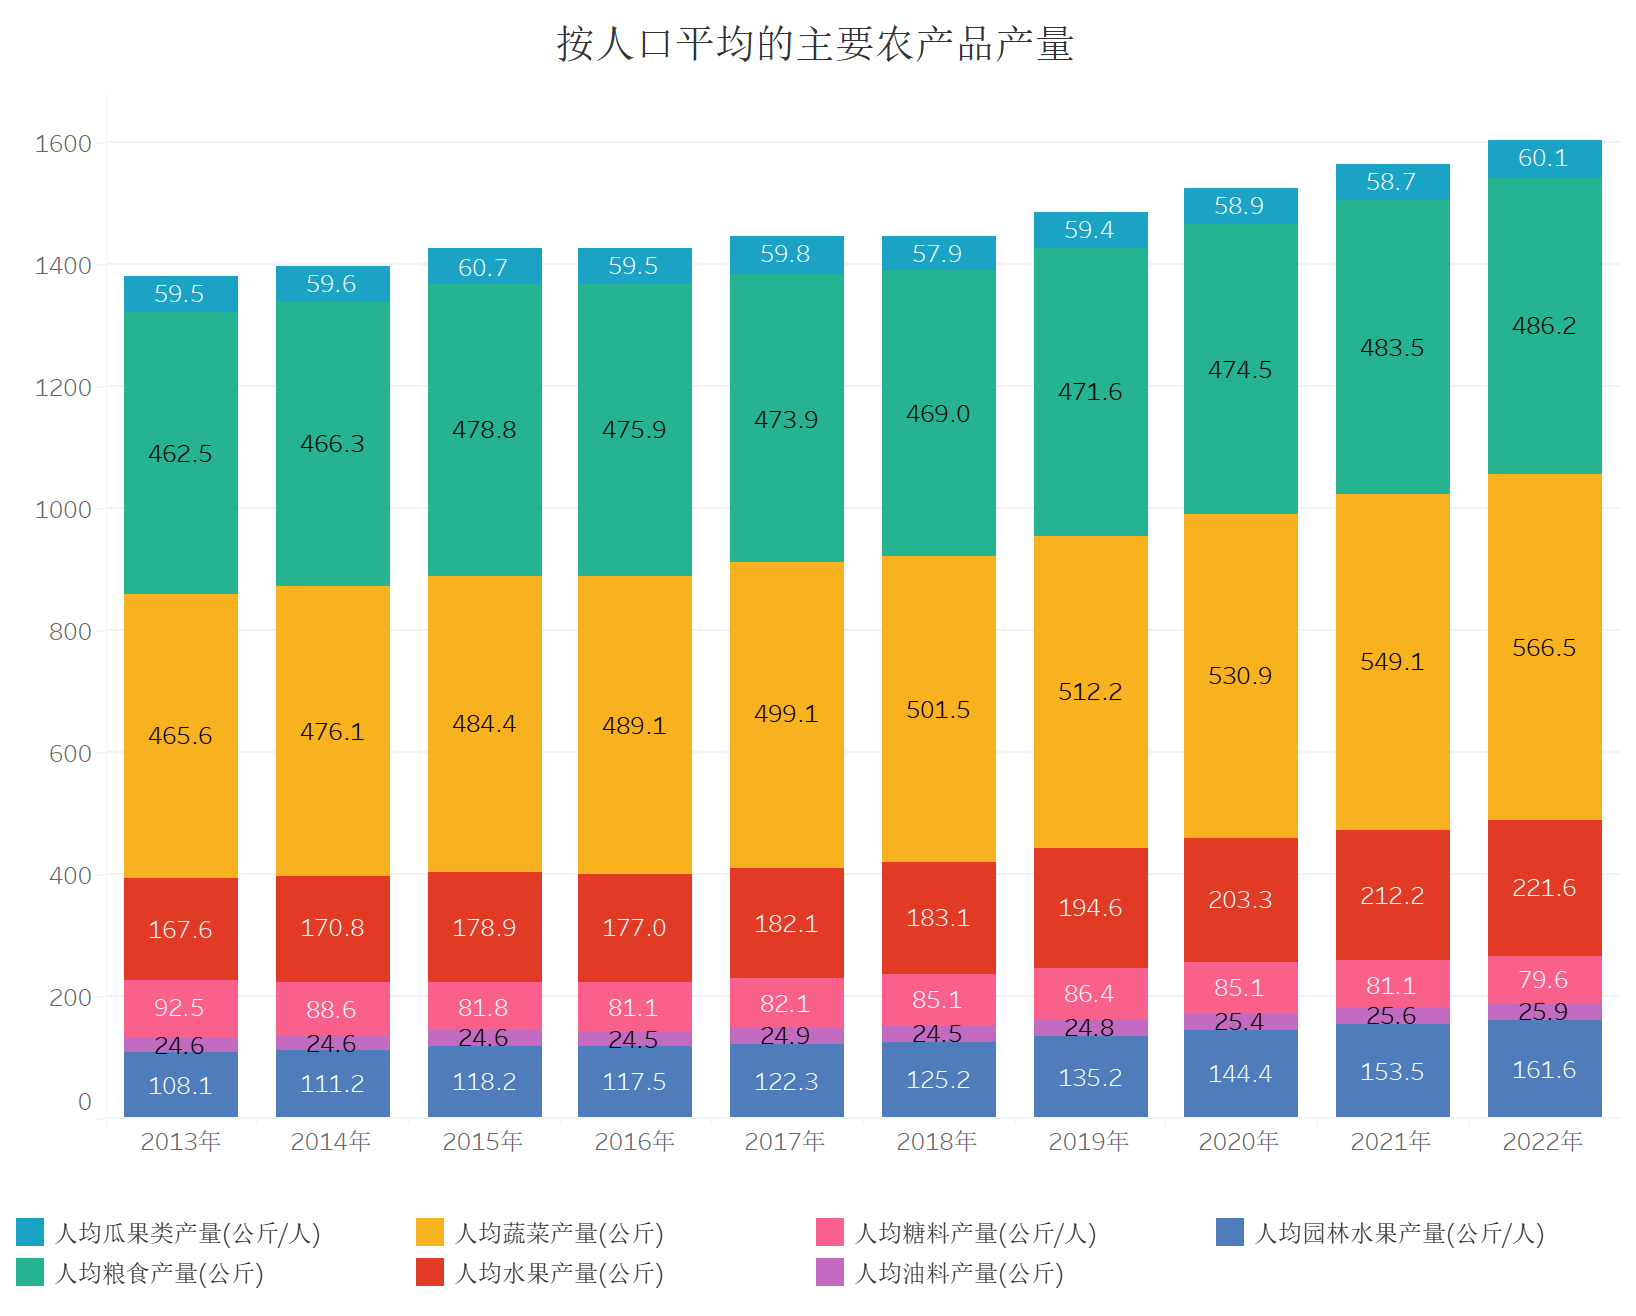 按人口平均的主要农产品产量
1600
1400
1200
1000
800
600
400
200
0
59.5 59.6 60.7 59.5 59.8 57.9 59.4 58.9 58.7 60.1
462.5 466.3 478.8 475.9 473.9 469.0 471.6 474.5 483.5 486.2
465.6 476.1 484.4 489.1 499.1 501.5 512.2 530.9 549.1 566.5
167.6 170.8 178.9 177.0 182.1 183.1 194.6 203.3 212.2 221.6
92.5 88.6 81.8 81.1 82.1 85.1 86.4 85.1 81.1 79.6
24.6 24.6 24.6 24.5 24.9 24.5 24.8 25.4 25.6 25.9
108.1 111.2 118.2 117.5 122.3 125.2 135.2 144.4 153.5 161.6
2013年 2014年 2015年 2016年 2017年 2018年 2019年 2020年 2021年 2022年
人均瓜果类产量(公斤/人) 人均蔬菜产量(公斤) 人均糖料产量(公斤/人) 人均园林水果产量(公斤/人)
人均粮食产量(公斤) 人均水果产量(公斤) 人均油料产量(公斤)